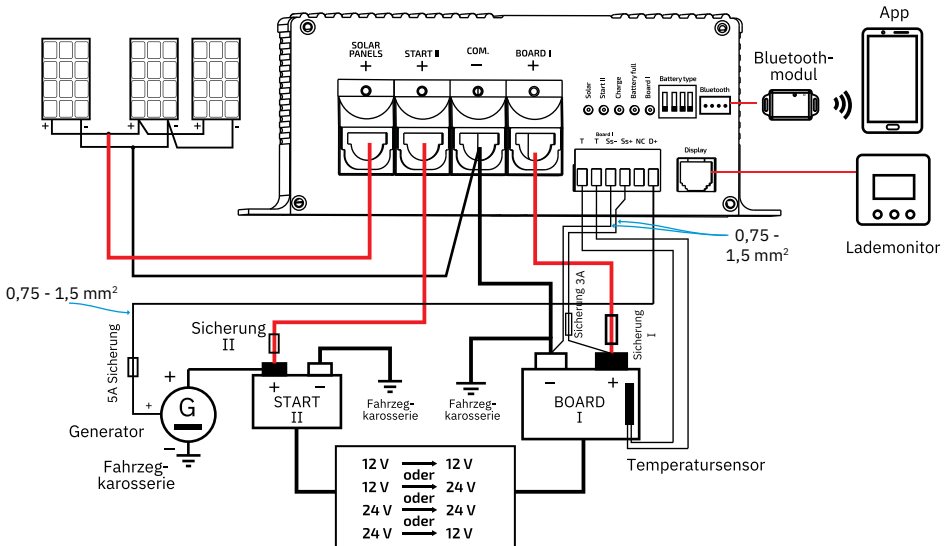 App
Bluetooth-
modul
SOLAR
PANELS
+
START II
+
COM.
−
BOARD I
+
Solar
Start II
Charge
Battery full
Board I
Battery type
Bluetooth
Board I
T T Ss- Ss+ NC D+
Display
+ - + - + -
Lademonitor
0,75 -
1,5 mm²
0,75 - 1,5 mm²
5A Sicherung
Sicherung
II
Sicherung 3A
Sicherung
I
+
+
G
−
Generator
Fahrzeg-
karosserie
+ −
START
II
Fahrzeg-
karosserie
Fahrzeg-
karosserie
− +
BOARD
I
Temperatursensor
12 V 12 V
oder
12 V 24 V
oder
24 V 24 V
oder
24 V 12 V